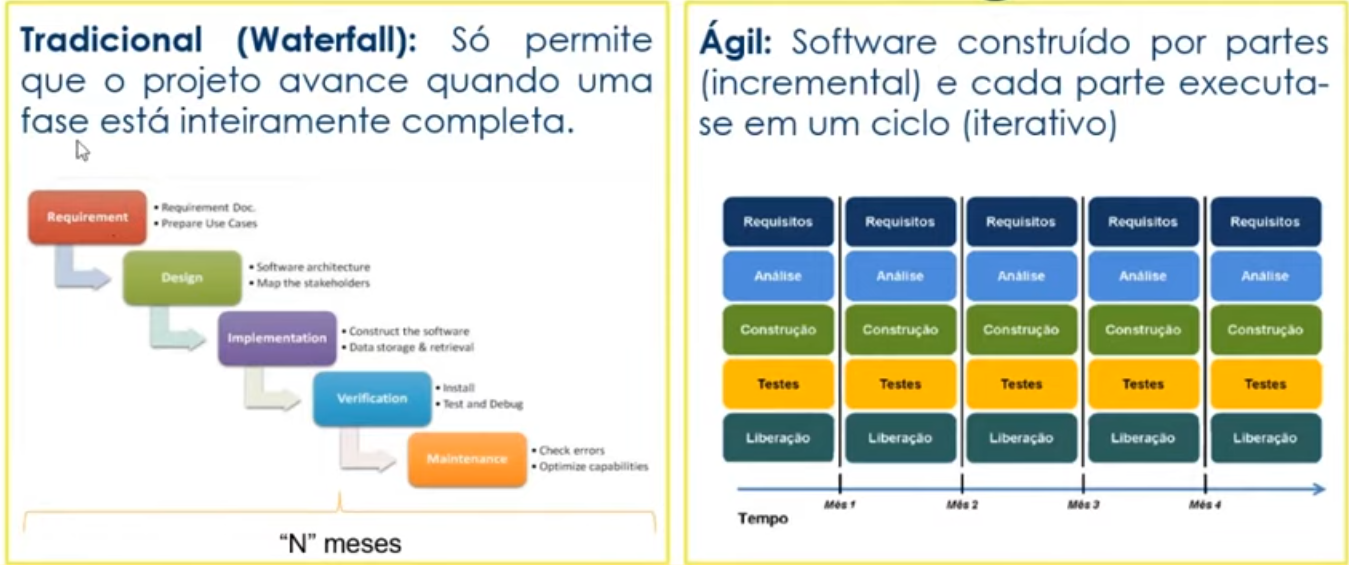 Tradicional (Waterfall): Só permite
que o projeto avance quando uma
fase está inteiramente completa.
Requirement
• Requirement Doc.
• Prepare Use Cases
Design
• Software architecture
• Map the stakeholders
Implementation
• Construct the software
• Data storage & retrieval
Verification
• Install
• Test and Debug
Maintenance
• Check errors
• Optimize capabilities
“N” meses
Ágil: Software construído por partes
(incremental) e cada parte executa-
se em um ciclo (iterativo)
Requisitos Requisitos Requisitos Requisitos Requisitos
Análise Análise Análise Análise Análise
Construção Construção Construção Construção Construção
Testes Testes Testes Testes Testes
Liberação Liberação Liberação Liberação Liberação
Mês 1 Mês 2 Mês 3 Mês 4
Tempo